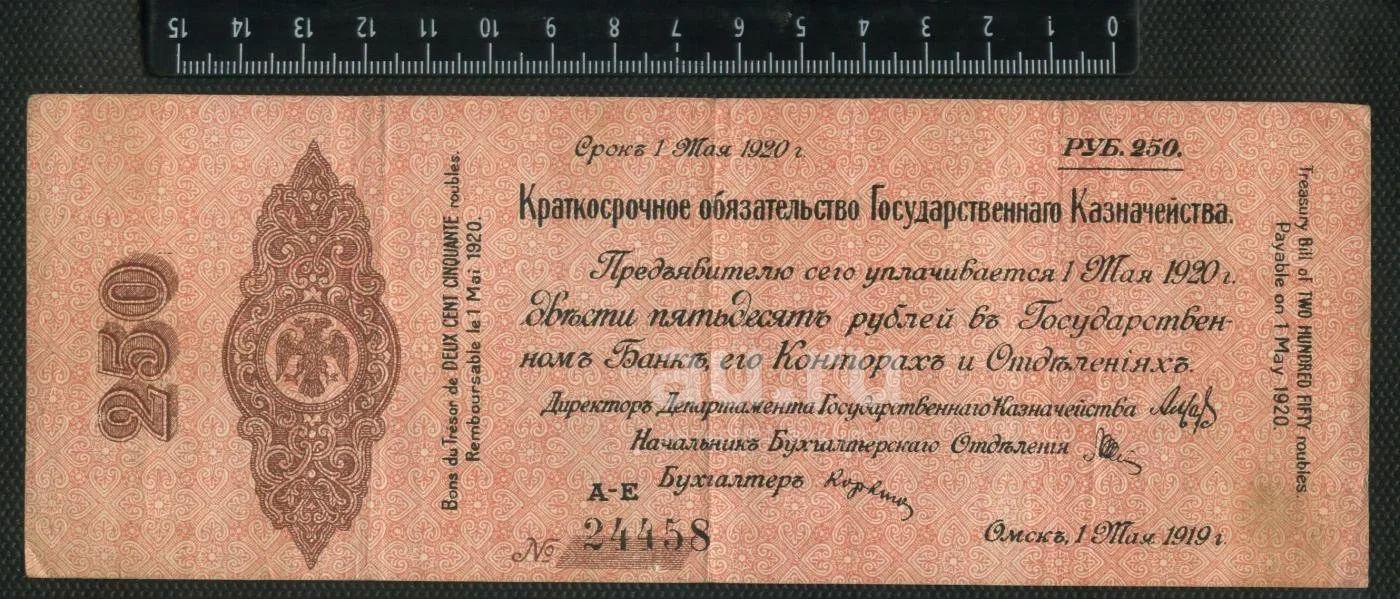 15 14 13 12 11 10 9 8 7 6 5 4 3 2 1 0
Срокъ 1 Мая 1920 г.
РУБ. 250.
Краткосрочное обязательство Государственнаго Казначейства.
Предъявителю сего уплачивается 1 Мая 1920 г.
Двѣсти пятьдесятъ рублей въ Государствен-
номъ Банкѣ, его Конторахъ и Отдѣленіяхъ.
au.ru
Директоръ Департамента Государственнаго Казначейства
Начальникъ Бухгалтерскаго Отдѣленія
Бухгалтеръ
А-Е
№ 24458
Омскъ, 1 Мая 1919 г.
250
Bons du Trésor de DEUX CENT CINQUANTE roubles.
Remboursable le 1 Mai 1920.
Treasury Bill of TWO HUNDRED FIFTY roubles.
Payable on 1 May 1920.